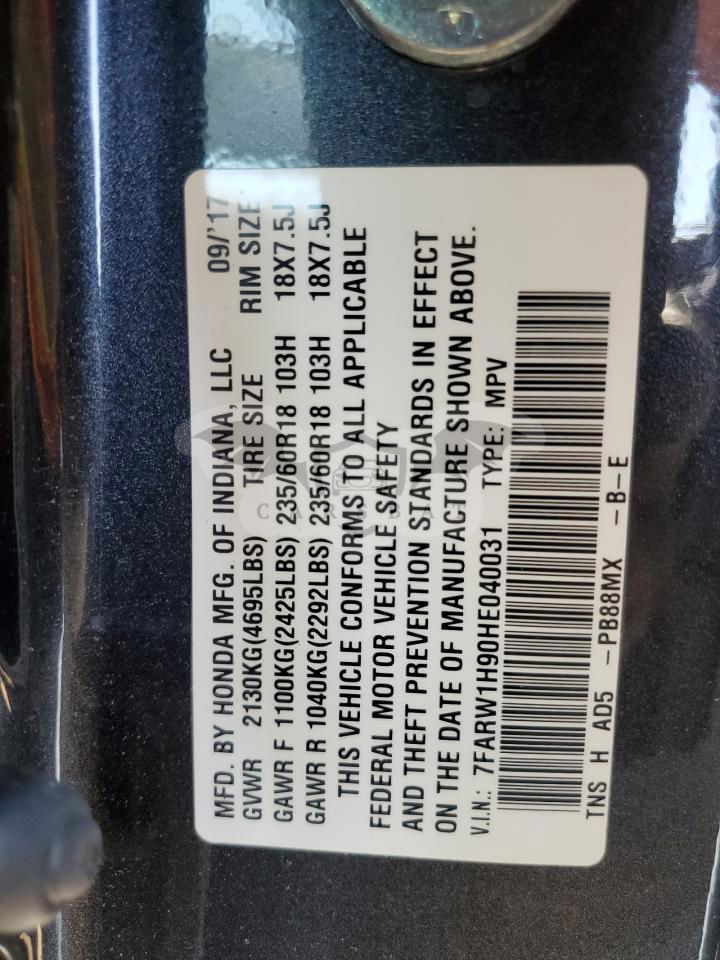 MFD. BY HONDA MFG. OF INDIANA, LLC 09/'17
GVWR 2130KG(4695LBS) TIRE SIZE RIM SIZE
GAWR F 1100KG(2425LBS) 235/60R18 103H 18X7.5J
GAWR R 1040KG(2292LBS) 235/60R18 103H 18X7.5J
THIS VEHICLE CONFORMS TO ALL APPLICABLE
FEDERAL MOTOR VEHICLE SAFETY
AND THEFT PREVENTION STANDARDS IN EFFECT
ON THE DATE OF MANUFACTURE SHOWN ABOVE.
V.I.N.: 7FARW1H90HE040031 TYPE: MPV
TNS H AD5 -PB88MX -B-E